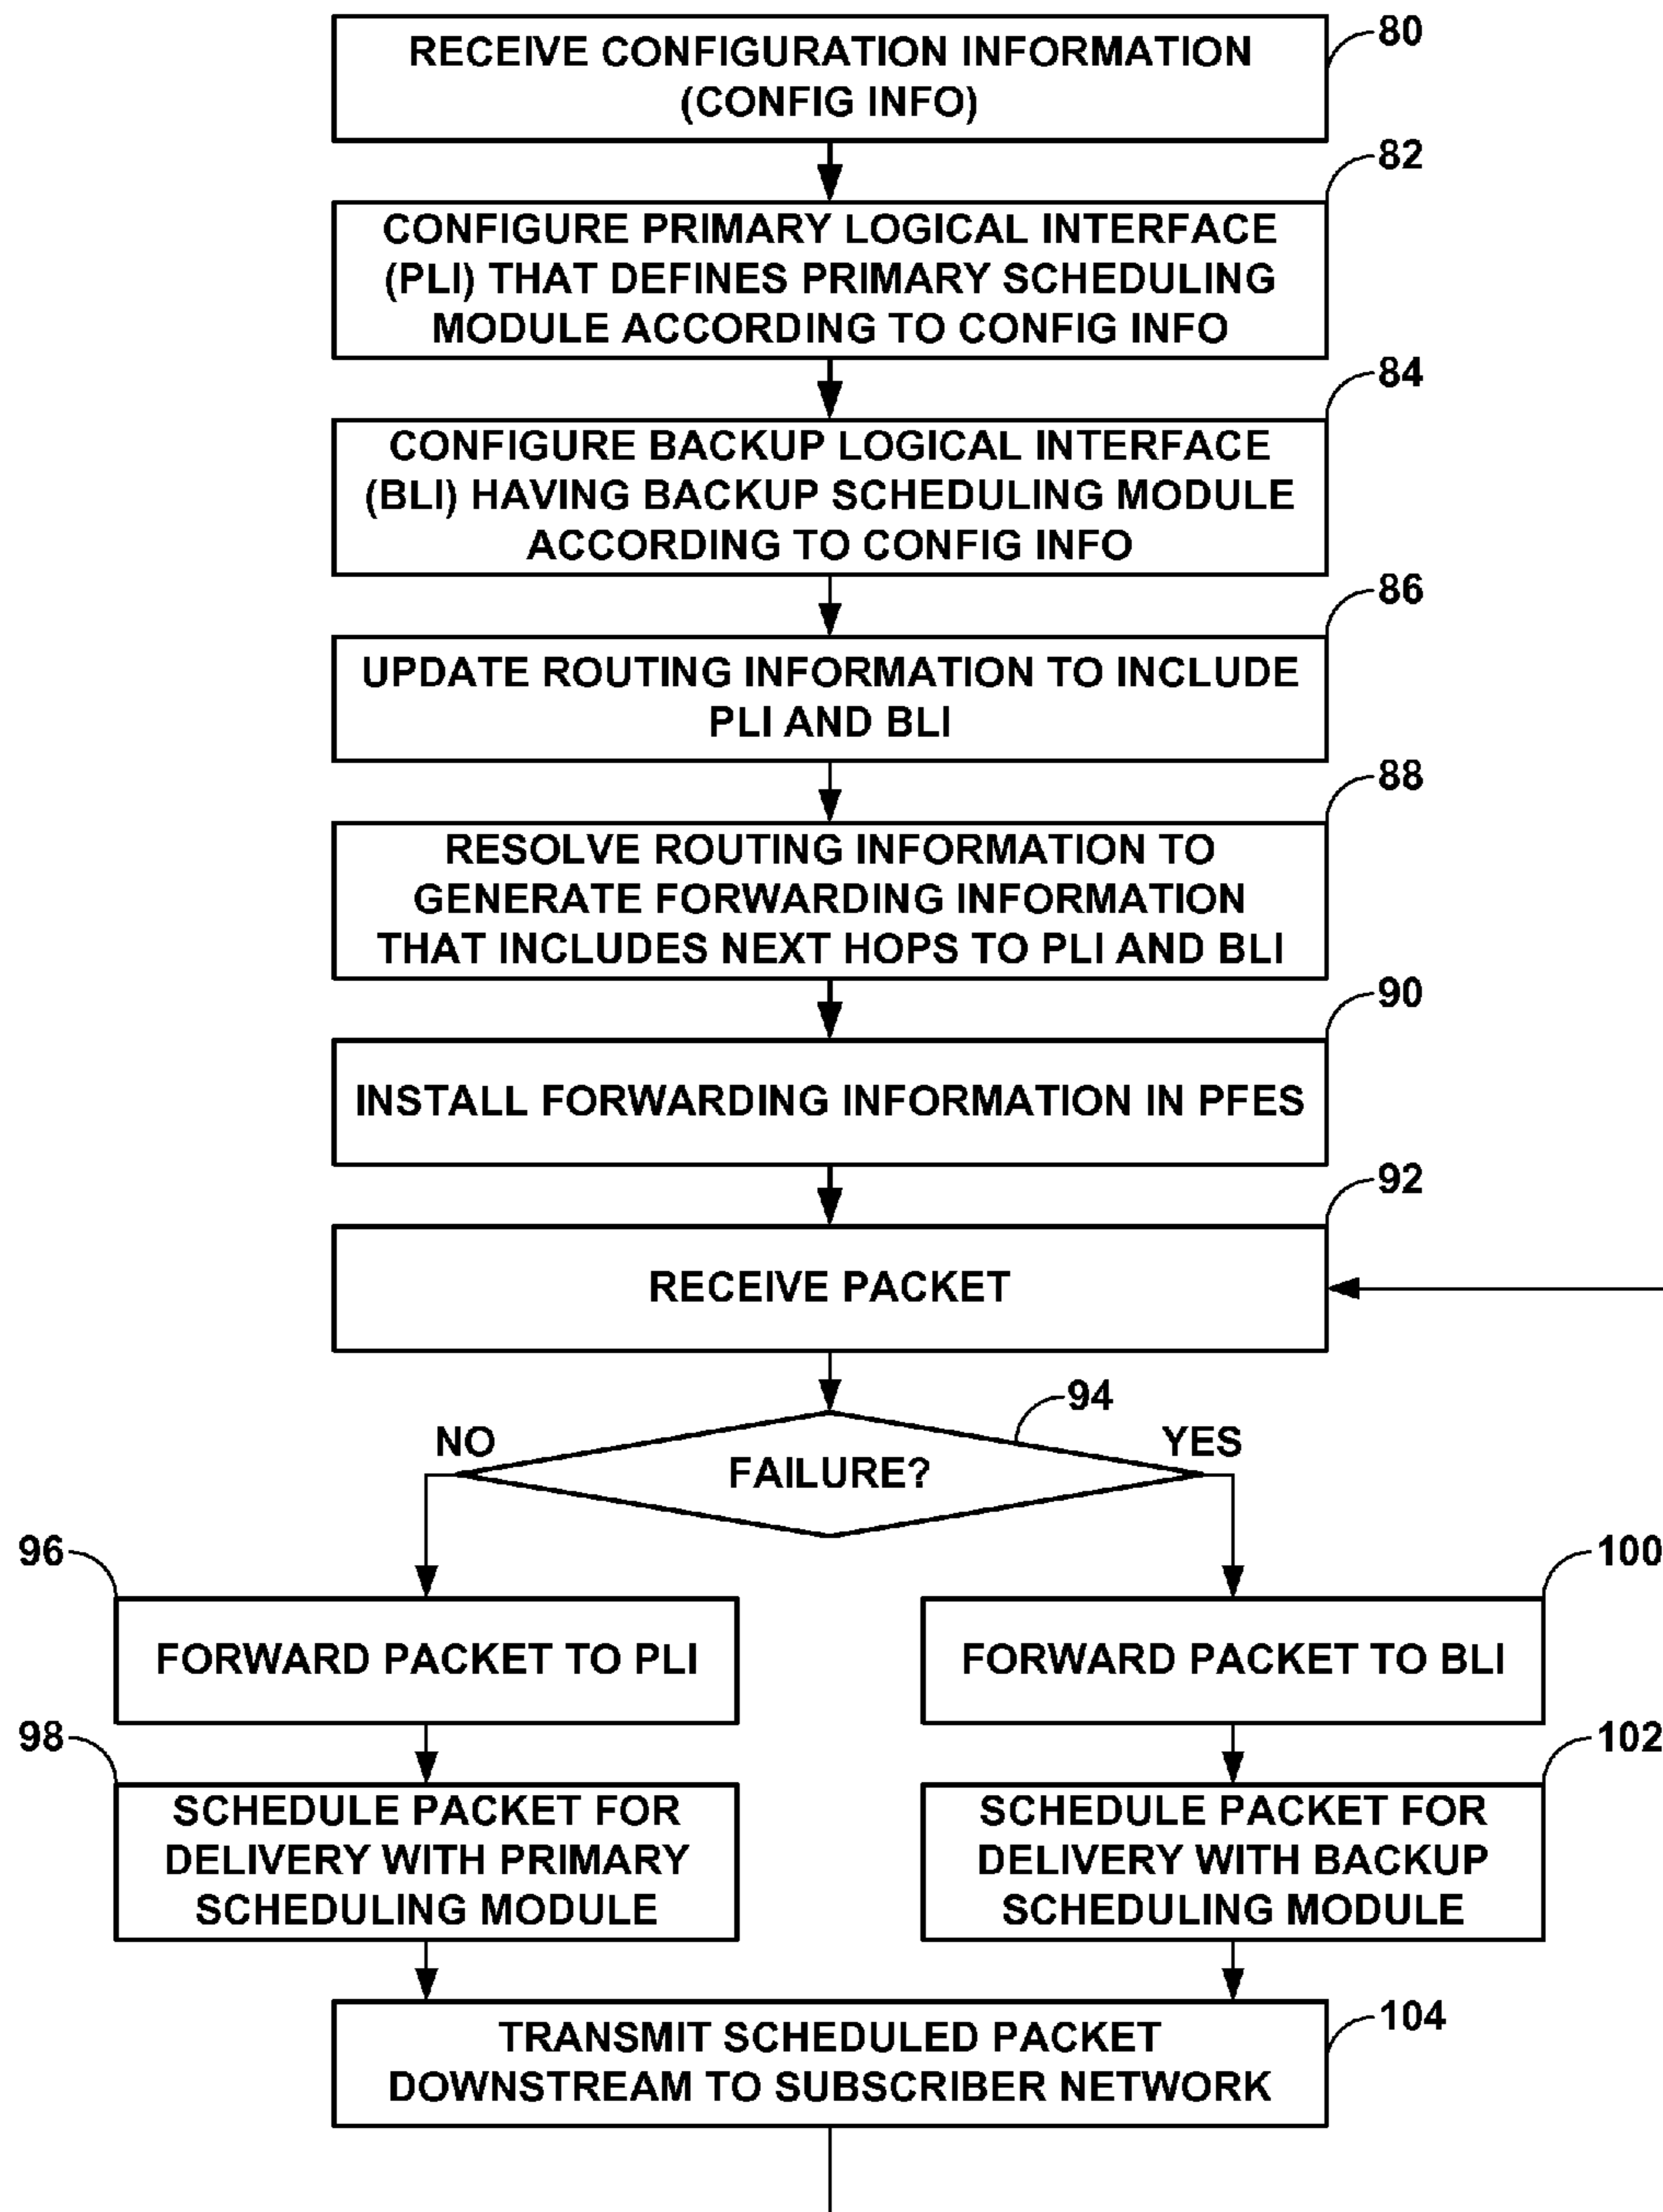 RECEIVE CONFIGURATION INFORMATION
(CONFIG INFO)
80
CONFIGURE PRIMARY LOGICAL INTERFACE
(PLI) THAT DEFINES PRIMARY SCHEDULING
MODULE ACCORDING TO CONFIG INFO
82
CONFIGURE BACKUP LOGICAL INTERFACE
(BLI) HAVING BACKUP SCHEDULING MODULE
ACCORDING TO CONFIG INFO
84
UPDATE ROUTING INFORMATION TO INCLUDE
PLI AND BLI
86
RESOLVE ROUTING INFORMATION TO
GENERATE FORWARDING INFORMATION
THAT INCLUDES NEXT HOPS TO PLI AND BLI
88
INSTALL FORWARDING INFORMATION IN PFES
90
RECEIVE PACKET
92
94
NO
YES
FAILURE?
96
FORWARD PACKET TO PLI
100
FORWARD PACKET TO BLI
98
SCHEDULE PACKET FOR
DELIVERY WITH PRIMARY
SCHEDULING MODULE
102
SCHEDULE PACKET FOR
DELIVERY WITH BACKUP
SCHEDULING MODULE
104
TRANSMIT SCHEDULED PACKET
DOWNSTREAM TO SUBSCRIBER NETWORK